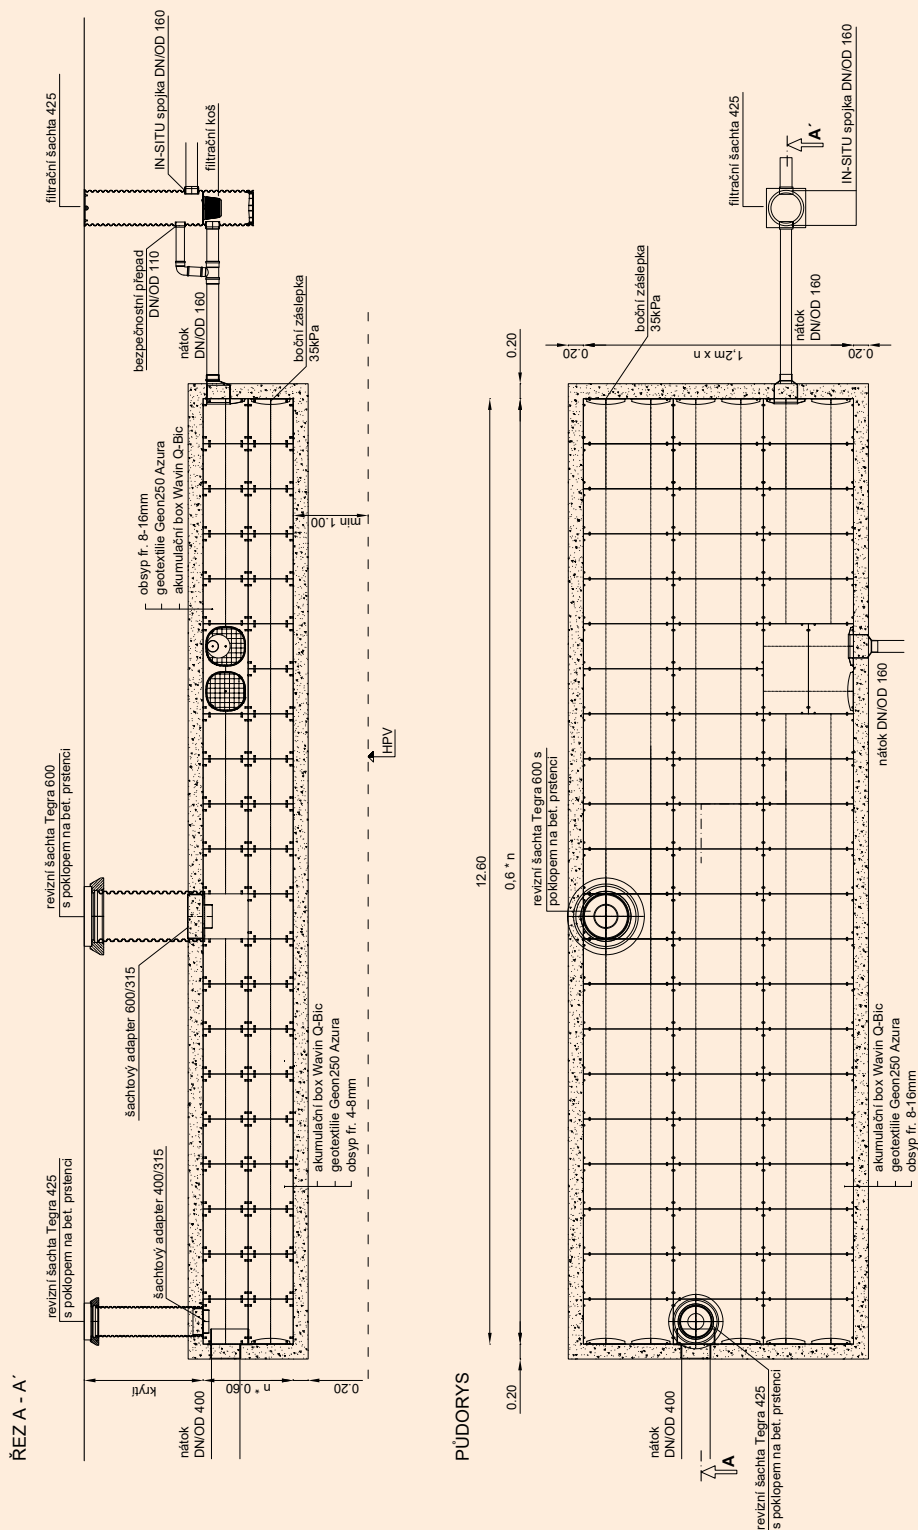 ŘEZ A - A´
revizní šachta Tegra 425
s poklopem na bet. prstenci
šachtový adapter 400/315
krytí
n * 0.60
0.20
nátok
DN/OD 400
revizní šachta Tegra 600
s poklopem na bet. prstenci
šachtový adapter 600/315
akumulační box Wavin Q-Bic
geotextilie Geon250 Azura
obsyp fr. 4-8mm
HPV
obsyp fr. 8-16mm
geotextilie Geon250 Azura
akumulační box Wavin Q-Bic
min 1.00
bezpečnostní přepad
DN/OD 110
nátok
DN/OD 160
boční záslepka
35kPa
filtrační šachta 425
IN-SITU spojka DN/OD 160
filtrační koš
PŮDORYS
0.20
12.60
0,6 * n
0.20
nátok
DN/OD 400
A
revizní šachta Tegra 425
s poklopem na bet. prstenci
revizní šachta Tegra 600 s
poklopem na bet. prstenci
akumulační box Wavin Q-Bic
geotextilie Geon250 Azura
obsyp fr. 8-16mm
nátok DN/OD 160
boční záslepka
35kPa
0.20
1,2m x n
0.20
nátok
DN/OD 160
filtrační šachta 425
A´
IN-SITU spojka DN/OD 160